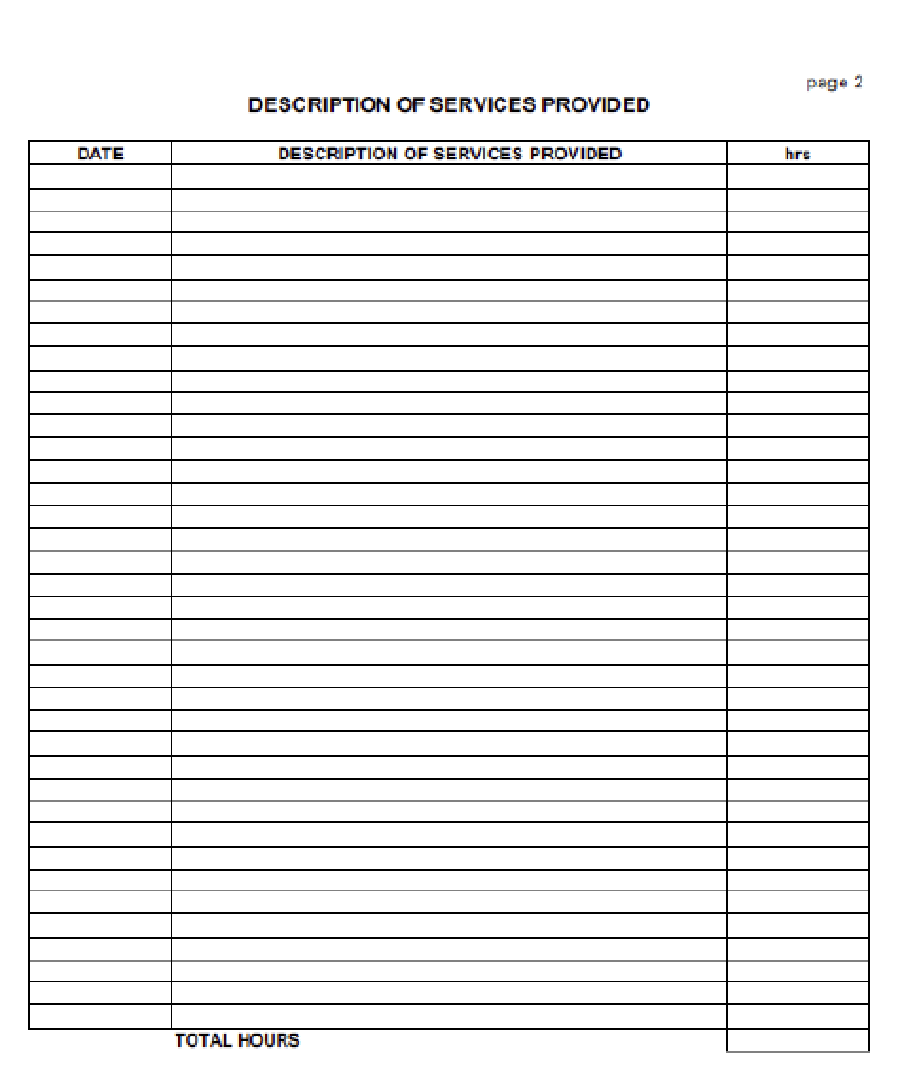 page 2
DESCRIPTION OF SERVICES PROVIDED
DATE DESCRIPTION OF SERVICES PROVIDED hrs
TOTAL HOURS